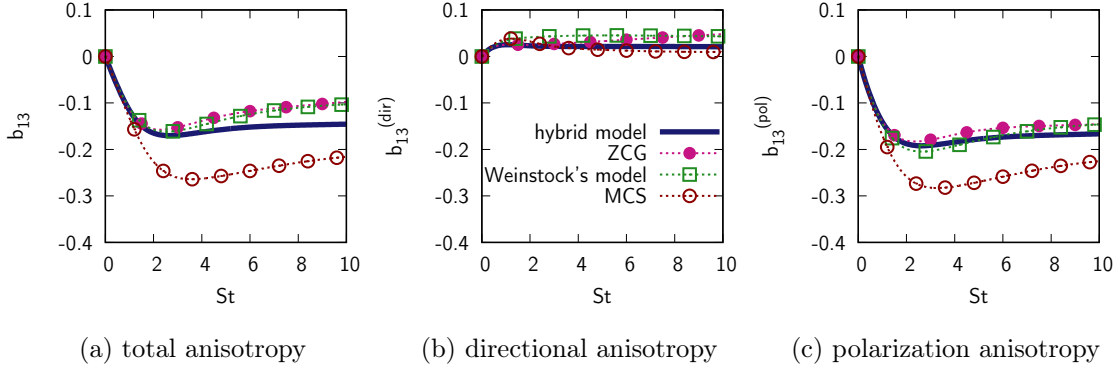 0.1
0
-0.1
-0.2
-0.3
-0.4
0 2 4 6 8 10
b13
St
(a) total anisotropy
0.1
0
-0.1
-0.2
-0.3
-0.4
0 2 4 6 8 10
b13(dir)
hybrid model
ZCG
Weinstock's model
MCS
St
(b) directional anisotropy
0.1
0
-0.1
-0.2
-0.3
-0.4
0 2 4 6 8 10
b13(pol)
St
(c) polarization anisotropy